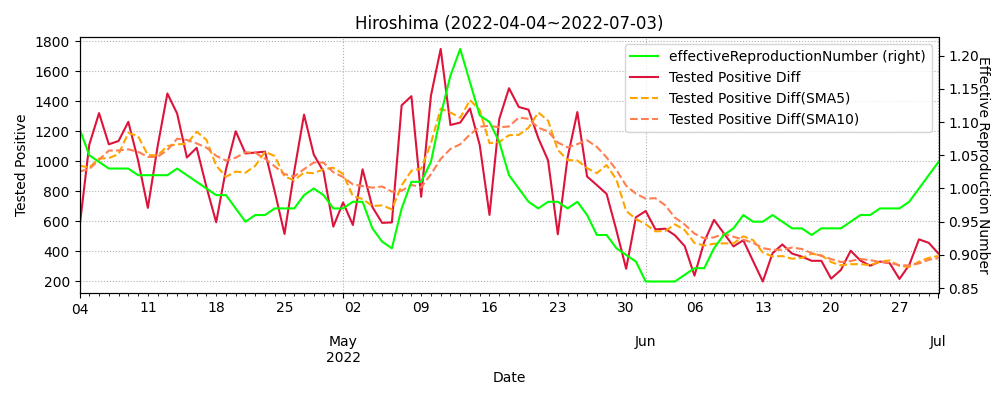 Hiroshima (2022-04-04~2022-07-03)
effectiveReproductionNumber (right)
Tested Positive Diff
Tested Positive Diff(SMA5)
Tested Positive Diff(SMA10)
Tested Positive
1800
1600
1400
1200
1000
800
600
400
200
Effective Reproduction Number
1.20
1.15
1.10
1.05
1.00
0.95
0.90
0.85
04 11 18 25 02 09 16 23 30 06 13 20 27
May Jun Jul
2022
Date